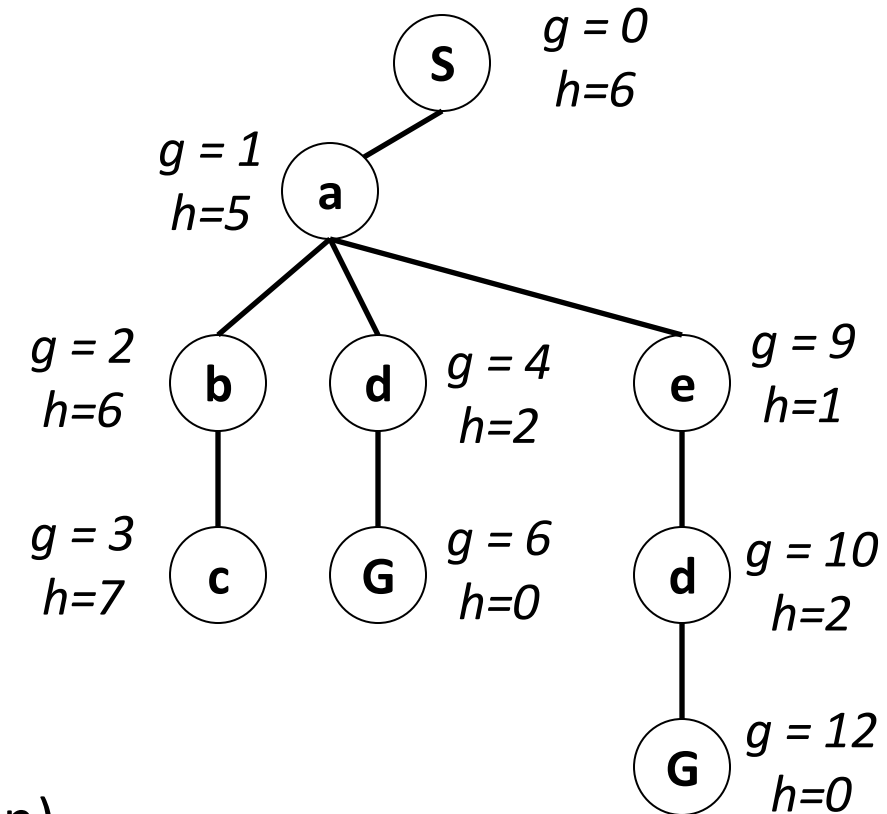 S
g = 0
h=6
g = 1
h=5
a
g = 2
h=6
b
d
g = 4
h=2
e
g = 9
h=1
g = 3
h=7
c
G
g = 6
h=0
d
g = 10
h=2
G
g = 12
h=0